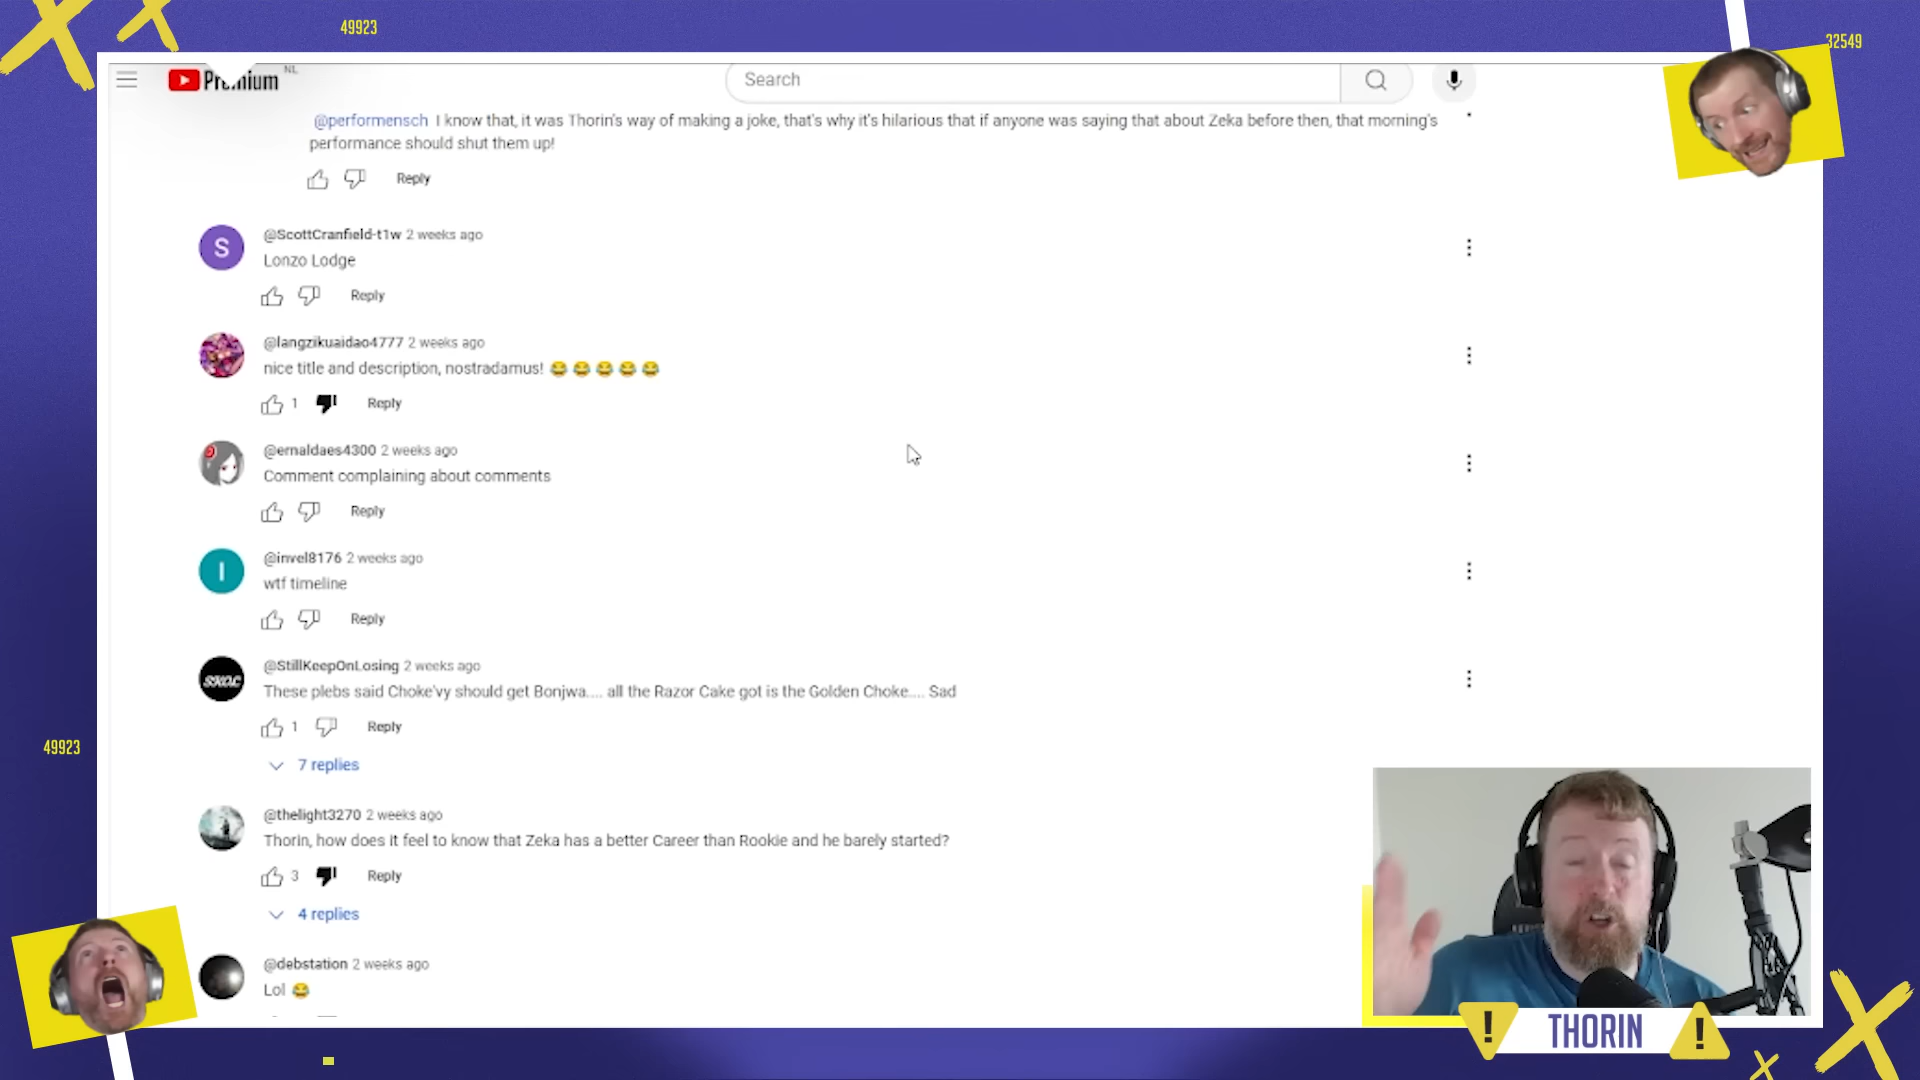 49923
32549
Premium
NL
Search
@performensch I know that, it was Thorin's way of making a joke, that's why it's hilarious that if anyone was saying that about Zeka before then, that morning's
performance should shut them up!
Reply
S
@ScottCranfield-t1w 2 weeks ago
Lonzo Lodge
Reply
@langzikuaidao4777 2 weeks ago
nice title and description, nostradamus! 😂😂😂😂😂
1 Reply
@ernaldaes4300 2 weeks ago
Comment complaining about comments
Reply
I
@invel8176 2 weeks ago
wtf timeline
Reply
SKOL
@StillKeepOnLosing 2 weeks ago
These plebs said Choke'vy should get Bonjwa.... all the Razor Cake got is the Golden Choke.... Sad
1 Reply
7 replies
49923
@thelight3270 2 weeks ago
Thorin, how does it feel to know that Zeka has a better Career than Rookie and he barely started?
3 Reply
4 replies
@debstation 2 weeks ago
Lol 😂
! THORIN !